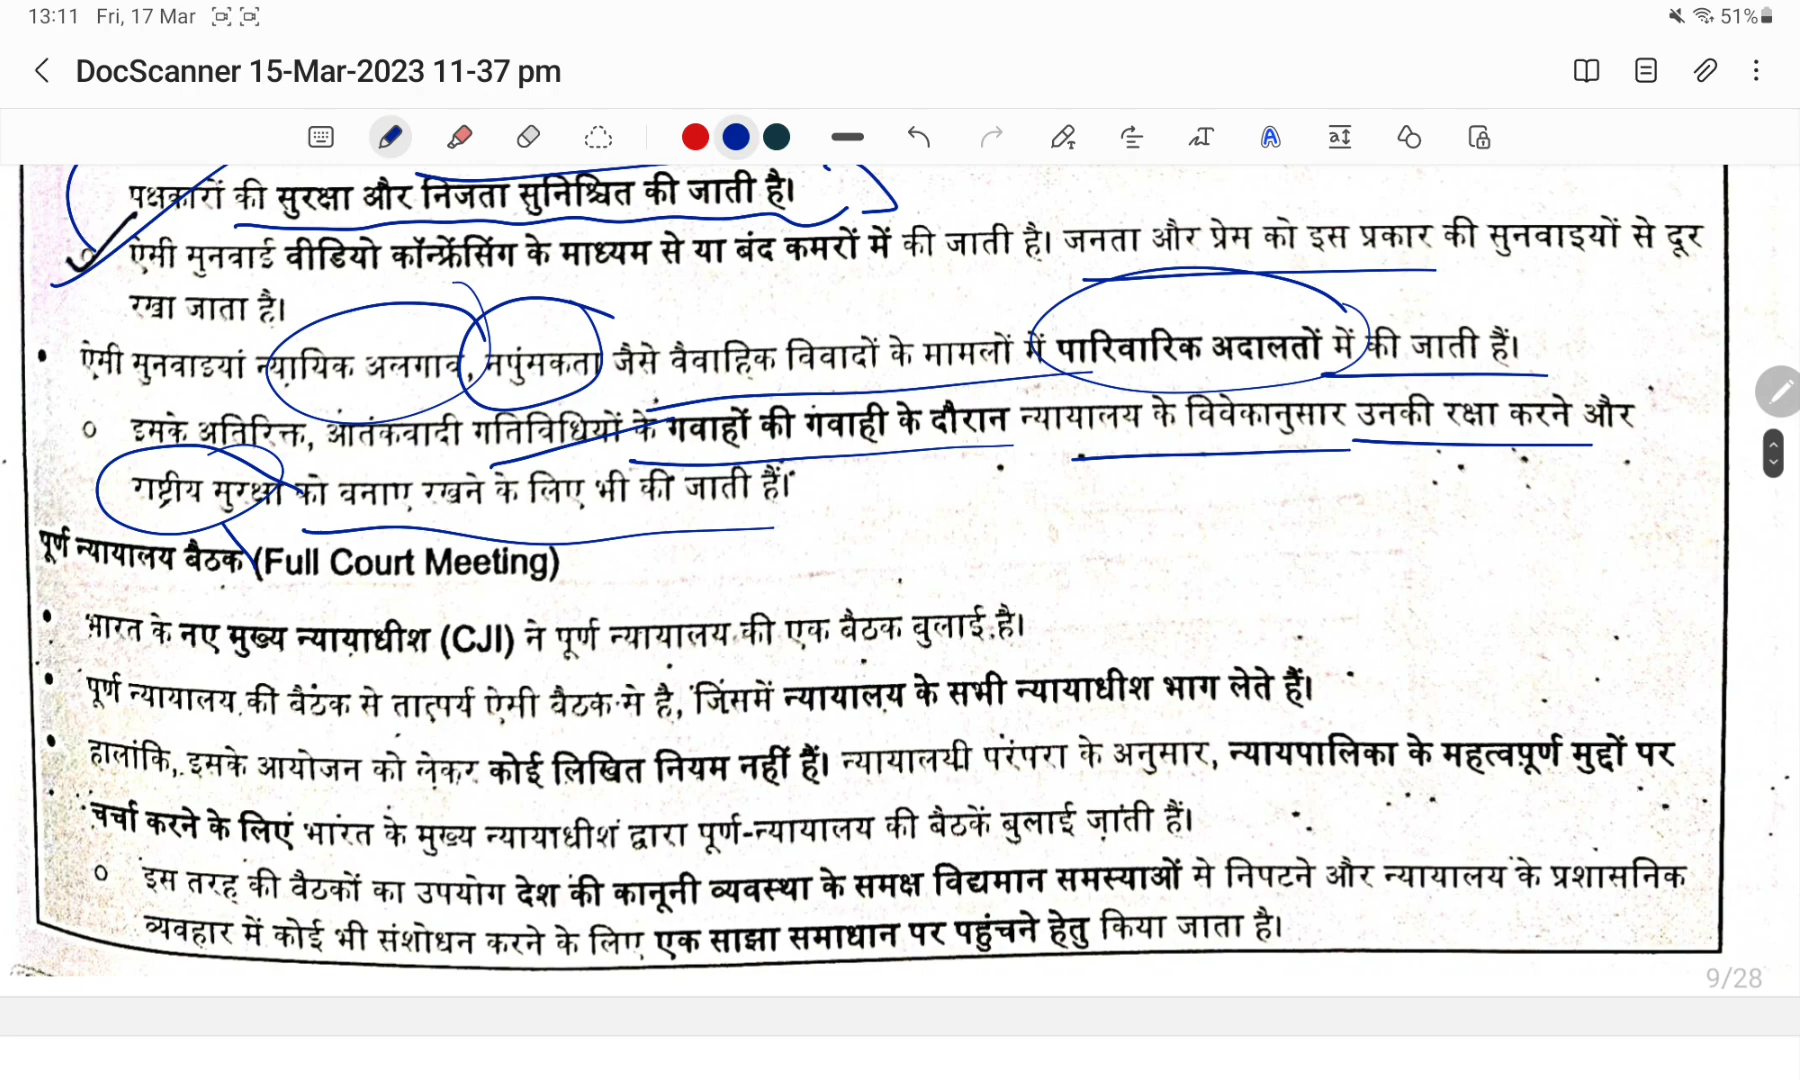 13:11 Fri, 17 Mar
51%
DocScanner 15-Mar-2023 11-37 pm
पक्षकारों की सुरक्षा और निजता सुनिश्चित की जाती है।
ऐसी सुनवाई वीडियो कॉन्फ्रेंसिंग के माध्यम से या बंद कमरों में की जाती है। जनता और प्रेस को इस प्रकार की सुनवाइयों से दूर
रखा जाता है।
• ऐसी सुनवाइयां न्यायिक अलगाव, नपुंसकता जैसे वैवाहिक विवादों के मामलों में पारिवारिक अदालतों में की जाती हैं।
o इसके अतिरिक्त, आंतकवादी गतिविधियों के गवाहों की गवाही के दौरान न्यायालय के विवेकानुसार उनकी रक्षा करने और
राष्ट्रीय सुरक्षा को बनाए रखने के लिए भी की जाती हैं।
पूर्ण न्यायालय बैठक (Full Court Meeting)
• भारत के नए मुख्य न्यायाधीश (CJI) ने पूर्ण न्यायालय की एक बैठक बुलाई है।
• पूर्ण न्यायालय की बैठक से तात्पर्य ऐसी बैठक से है, जिसमें न्यायालय के सभी न्यायाधीश भाग लेते हैं।
• हालांकि, इसके आयोजन को लेकर कोई लिखित नियम नहीं हैं। न्यायालयी परंपरा के अनुसार, न्यायपालिका के महत्वपूर्ण मुद्दों पर
चर्चा करने के लिए भारत के मुख्य न्यायाधीश द्वारा पूर्ण-न्यायालय की बैठकें बुलाई जाती हैं।
o इस तरह की बैठकों का उपयोग देश की कानूनी व्यवस्था के समक्ष विद्यमान समस्याओं से निपटने और न्यायालय के प्रशासनिक
व्यवहार में कोई भी संशोधन करने के लिए एक साझा समाधान पर पहुंचने हेतु किया जाता है।
9/28